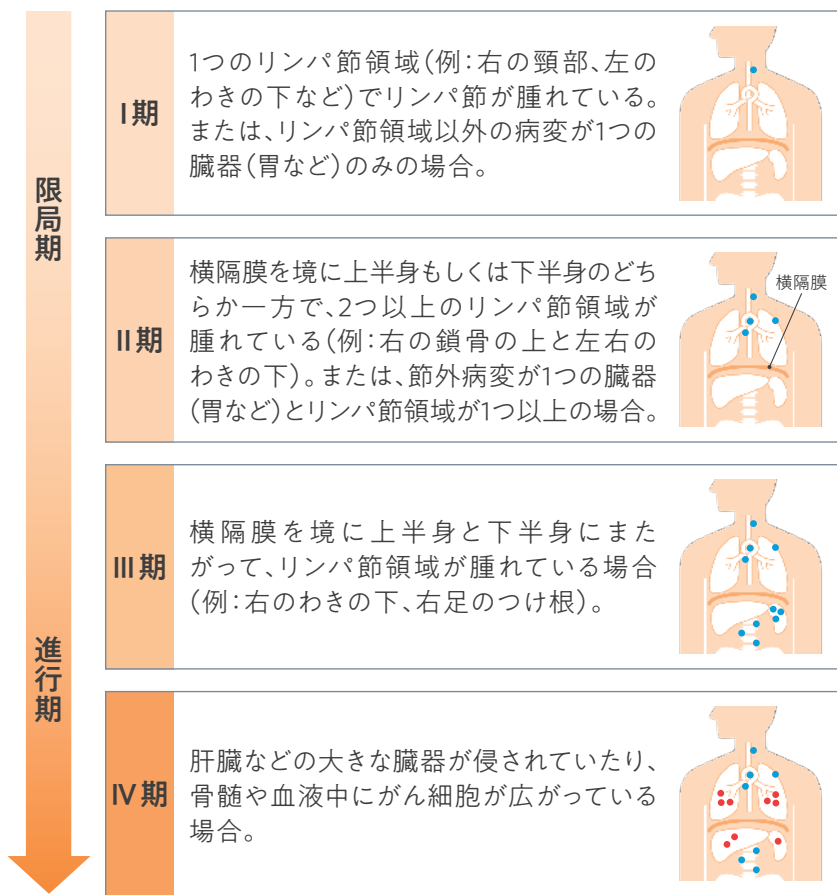 限局期
進行期
I期
1つのリンパ節領域(例:右の頸部、左の
わきの下など)でリンパ節が腫れている。
または、リンパ節領域以外の病変が1つの
臓器(胃など)のみの場合。
II期
横隔膜を境に上半身もしくは下半身のどち
らか一方で、2つ以上のリンパ節領域が
腫れている(例:右の鎖骨の上と左右の
わきの下)。または、節外病変が1つの臓器
(胃など)とリンパ節領域が1つ以上の場合。
横隔膜
III期
横隔膜を境に上半身と下半身にまた
がって、リンパ節領域が腫れている場合
(例:右のわきの下、右足のつけ根)。
IV期
肝臓などの大きな臓器が侵されていたり、
骨髄や血液中にがん細胞が広がっている
場合。